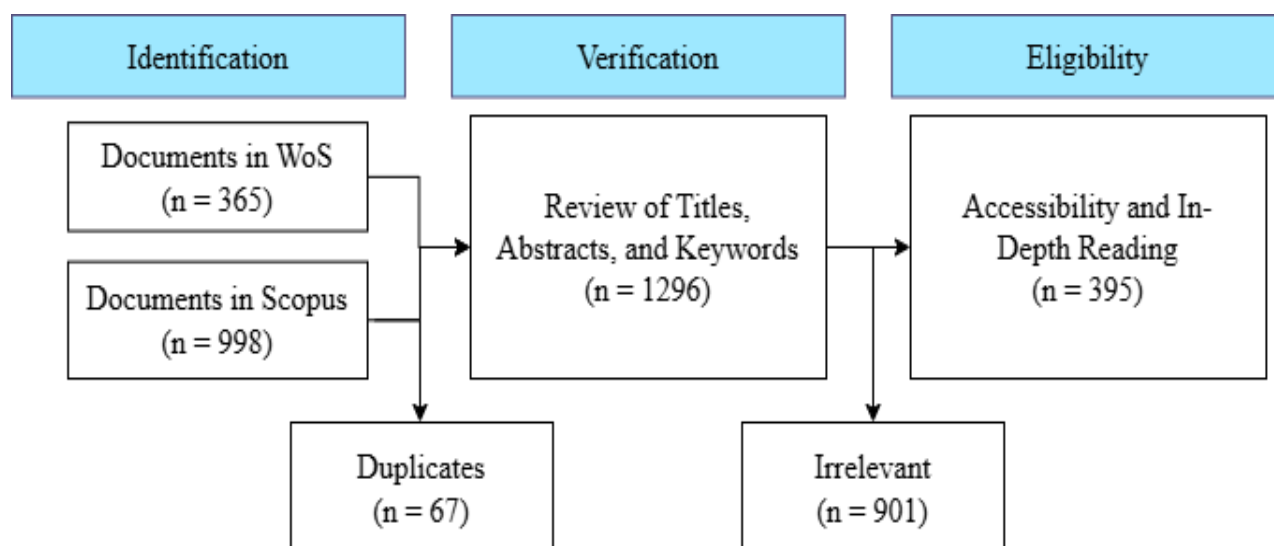 Identification
Verification
Eligibility
Documents in WoS
(n = 365)
Documents in Scopus
(n = 998)
Review of Titles,
Abstracts, and Keywords
(n = 1296)
Accessibility and In-
Depth Reading
(n = 395)
Duplicates
(n = 67)
Irrelevant
(n = 901)